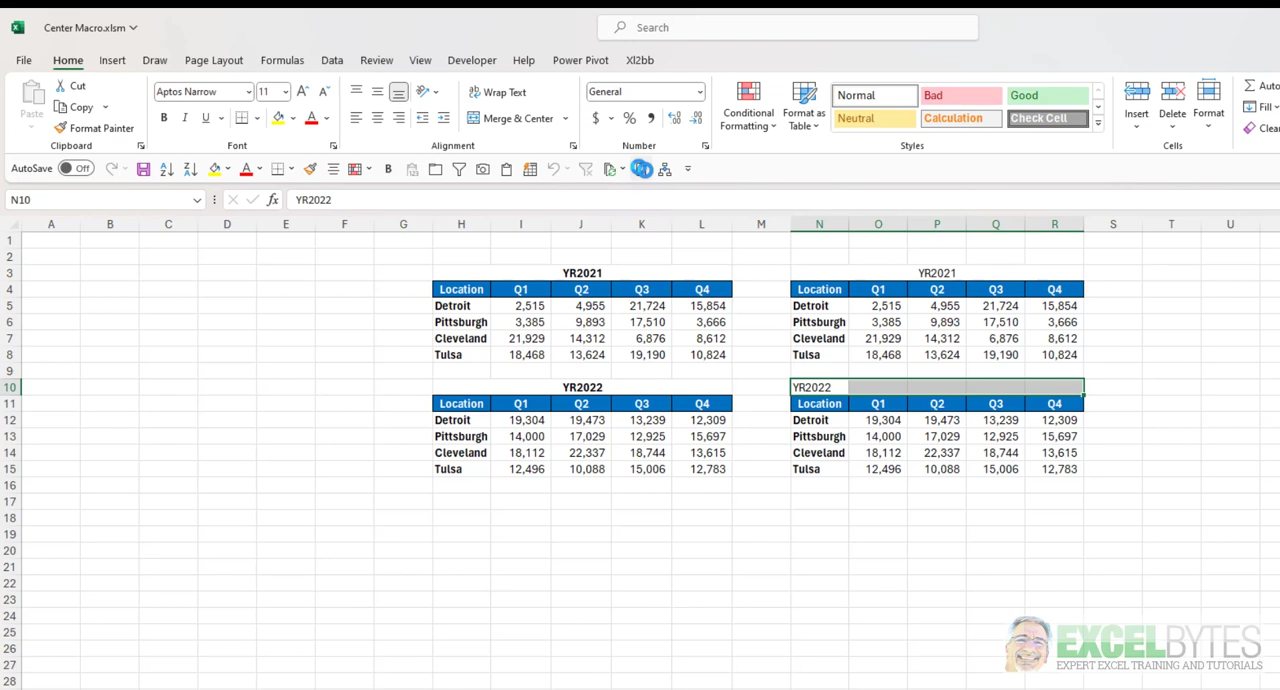 Center Macro.xlsm
Search
File Home Insert Draw Page Layout Formulas Data Review View Developer Help Power Pivot Xl2bb
Paste
Cut
Copy
Format Painter
Clipboard
Aptos Narrow 11 A A
B I U A
Font
Wrap Text
Merge & Center
Alignment
General
$ % ,
Number
Conditional Formatting
Format as Table
Normal Bad Good
Neutral Calculation Check Cell
Styles
Insert Delete Format
Cells
Auto
Fill
Clea
AutoSave Off
N10 fx YR2022
A B C D E F G H I J K L M N O P Q R S T U
1
2
3 YR2021 YR2021
4 Location Q1 Q2 Q3 Q4 Location Q1 Q2 Q3 Q4
5 Detroit 2,515 4,955 21,724 15,854 Detroit 2,515 4,955 21,724 15,854
6 Pittsburgh 3,385 9,893 17,510 3,666 Pittsburgh 3,385 9,893 17,510 3,666
7 Cleveland 21,929 14,312 6,876 8,612 Cleveland 21,929 14,312 6,876 8,612
8 Tulsa 18,468 13,624 19,190 10,824 Tulsa 18,468 13,624 19,190 10,824
9
10 YR2022 YR2022
11 Location Q1 Q2 Q3 Q4 Location Q1 Q2 Q3 Q4
12 Detroit 19,304 19,473 13,239 12,309 Detroit 19,304 19,473 13,239 12,309
13 Pittsburgh 14,000 17,029 12,925 15,697 Pittsburgh 14,000 17,029 12,925 15,697
14 Cleveland 18,112 22,337 18,744 13,615 Cleveland 18,112 22,337 18,744 13,615
15 Tulsa 12,496 10,088 15,006 12,783 Tulsa 12,496 10,088 15,006 12,783
16
17
18
19
20
21
22
23
24
25
26
27
28
EXCELBYTES
EXPERT EXCEL TRAINING AND TUTORIALS